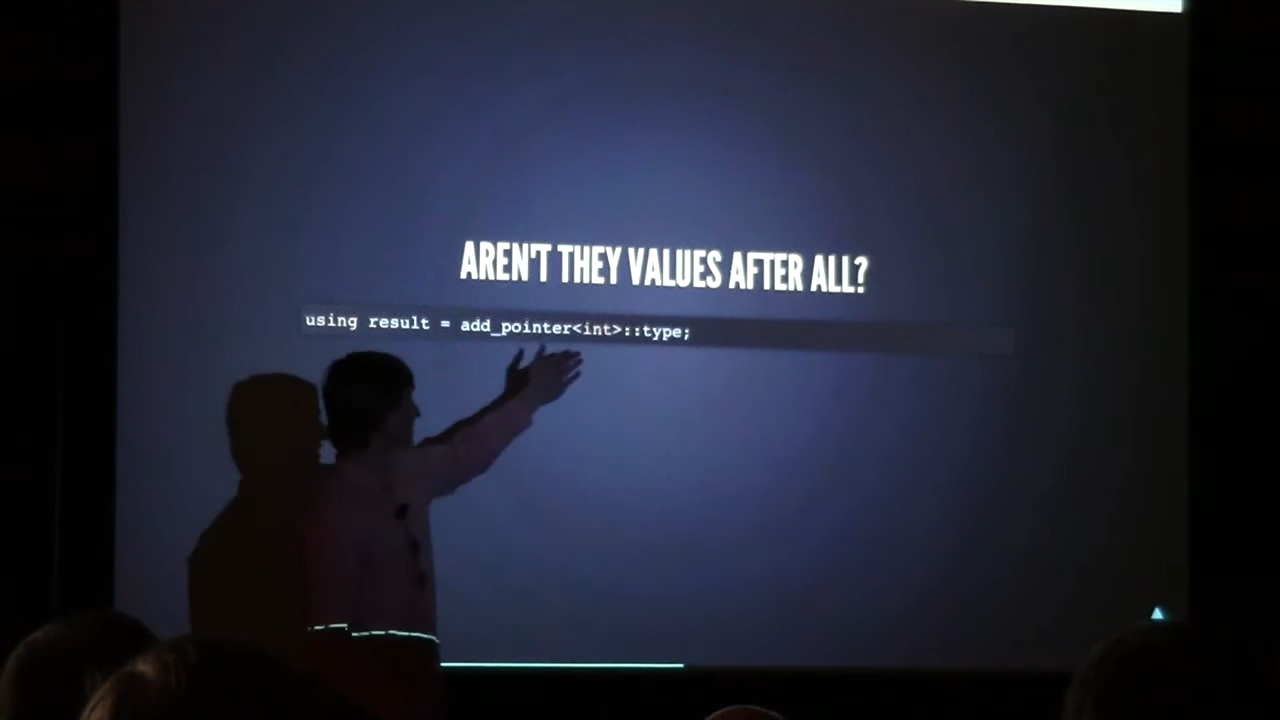 AREN'T THEY VALUES AFTER ALL?
using result = add_pointer<int>::type;